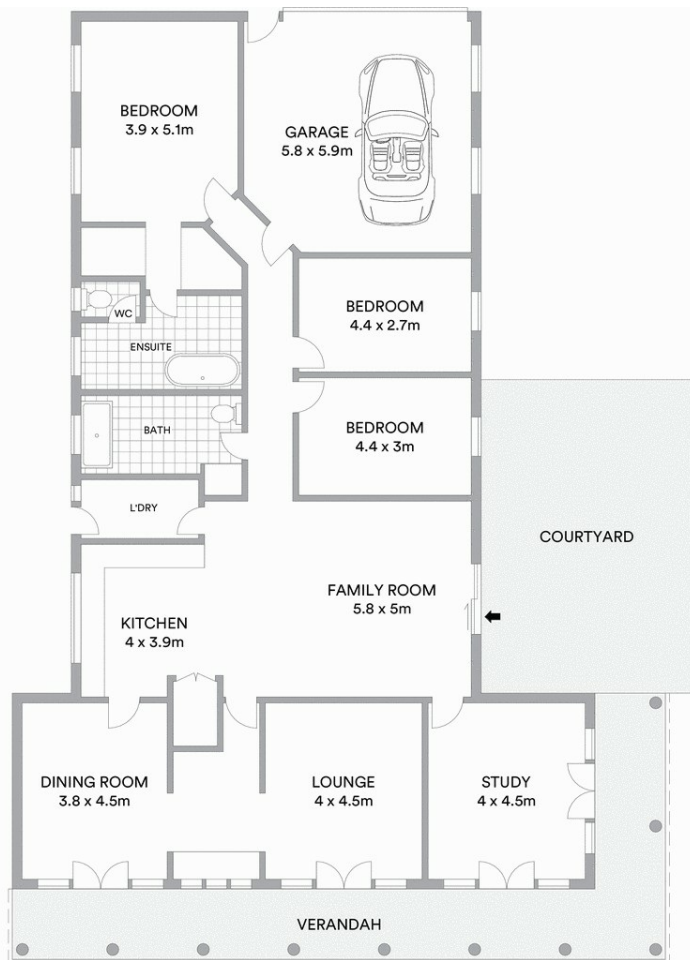 BEDROOM
3.9 x 5.1m
GARAGE
5.8 x 5.9m
BEDROOM
4.4 x 2.7m
WC
ENSUITE
BEDROOM
4.4 x 3m
BATH
L'DRY
COURTYARD
FAMILY ROOM
5.8 x 5m
KITCHEN
4 x 3.9m
DINING ROOM
3.8 x 4.5m
LOUNGE
4 x 4.5m
STUDY
4 x 4.5m
VERANDAH